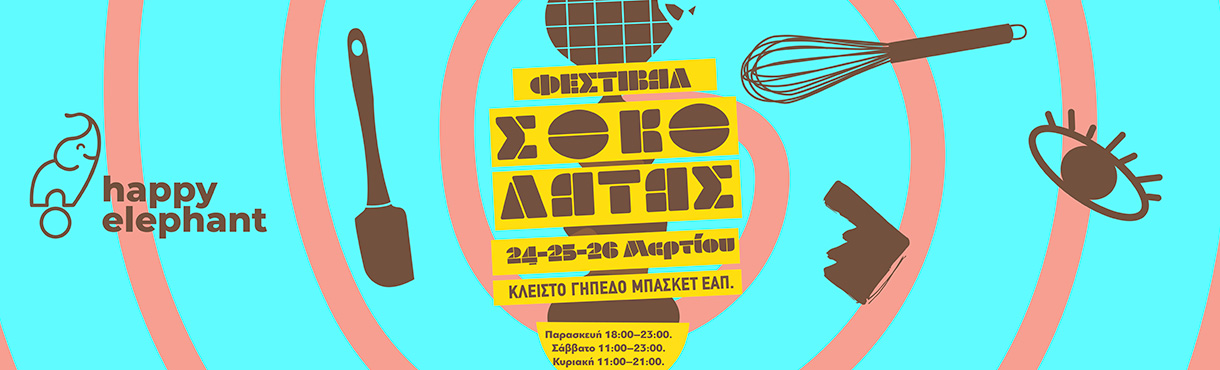 happy
elephant
ΦΕΣΤΙΒΑΛ
ΣΟΚΟ
ΛΑΤΑΣ
24-25-26 Μαρτίου
ΚΛΕΙΣΤΟ ΓΗΠΕΔΟ ΜΠΑΣΚΕΤ ΕΑΠ.
Παρασκευή 18:00–23:00.
Σάββατο 11:00–23:00.
Κυριακή 11:00–21:00.